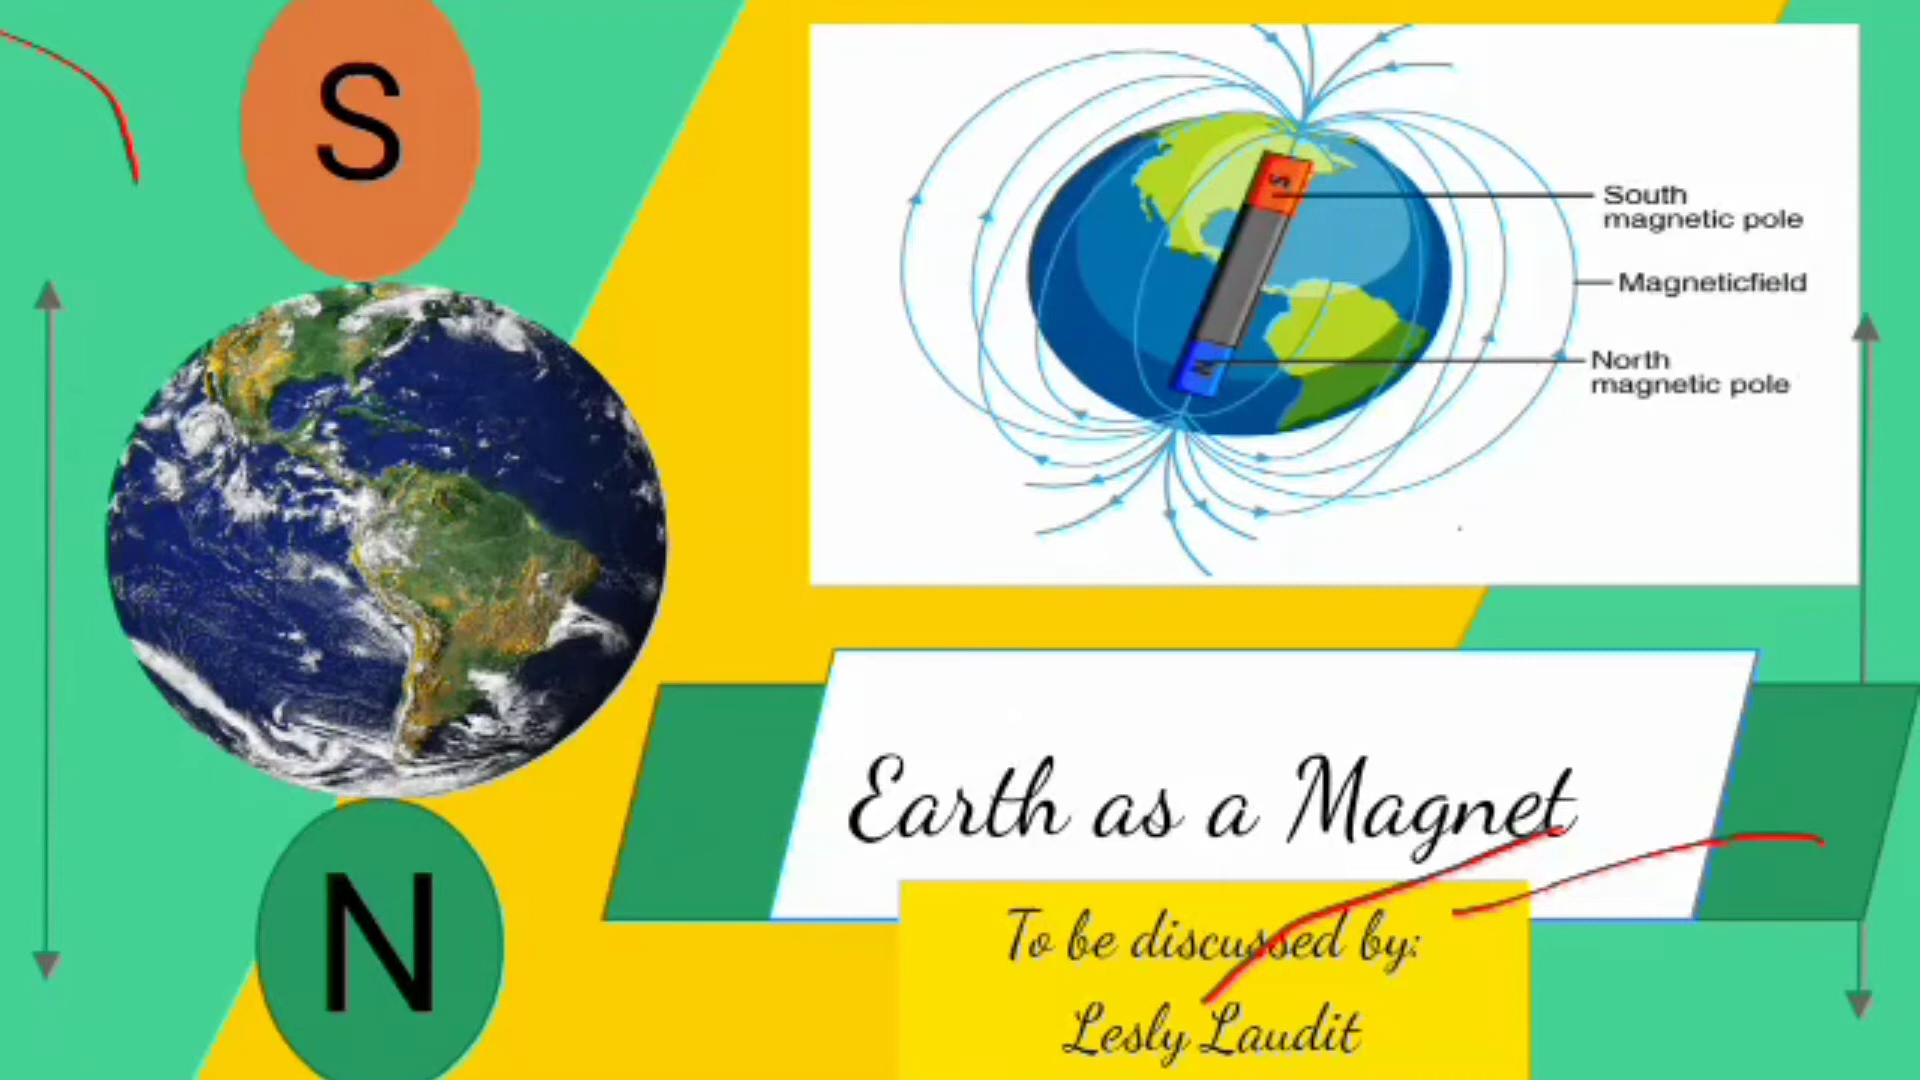 S
S
South
magnetic pole
Magneticfield
North
magnetic pole
N
Earth as a Magnet
N
To be discussed by:
Lesly Laudit